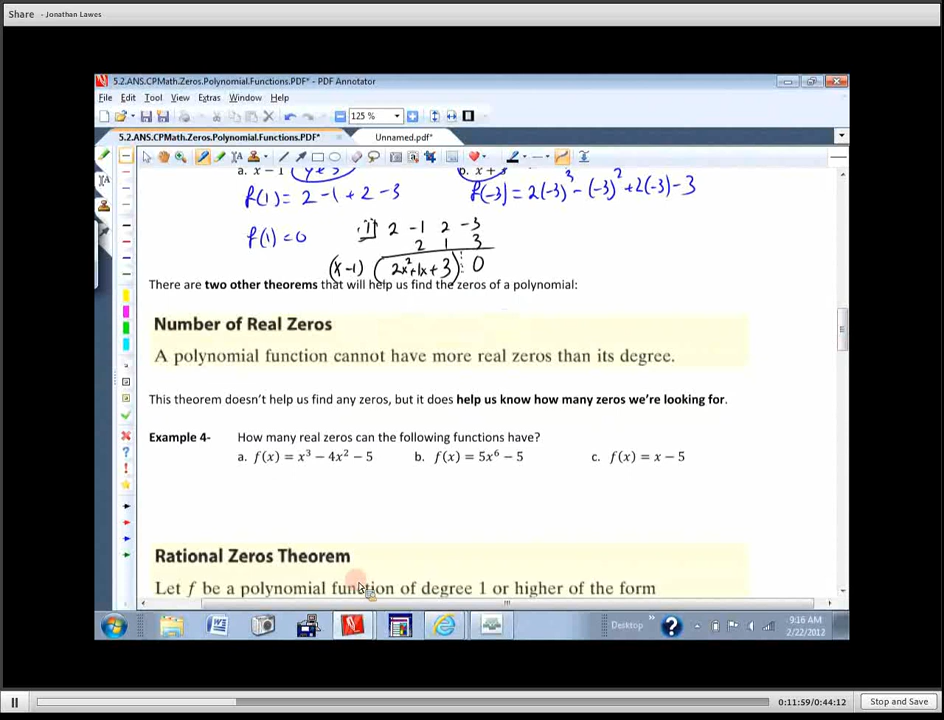 Share - Jonathan Lawes
5.2.ANS.CPMath.Zeros.Polynomial.Functions.PDF* - PDF Annotator
File Edit Tool View Extras Window Help
125 %
5.2.ANS.CPMath.Zeros.Polynomial.Functions.PDF* Unnamed.pdf*
a. x − 1 (yes) b. x + 3
f(1) = 2 - 1 + 2 - 3 f(-3) = 2(-3)³ - (-3)² + 2(-3) - 3
f(1) = 0 1 2 -1 2 -3
2 1 3
(x-1) (2x²+1x+3) 0
There are two other theorems that will help us find the zeros of a polynomial:
Number of Real Zeros
A polynomial function cannot have more real zeros than its degree.
This theorem doesn't help us find any zeros, but it does help us know how many zeros we're looking for.
Example 4- How many real zeros can the following functions have?
a. f(x) = x³ − 4x² − 5 b. f(x) = 5x⁶ − 5 c. f(x) = x − 5
Rational Zeros Theorem
Let f be a polynomial function of degree 1 or higher of the form
Desktop » 9:16 AM
2/22/2012
0:11:59/0:44:12 Stop and Save